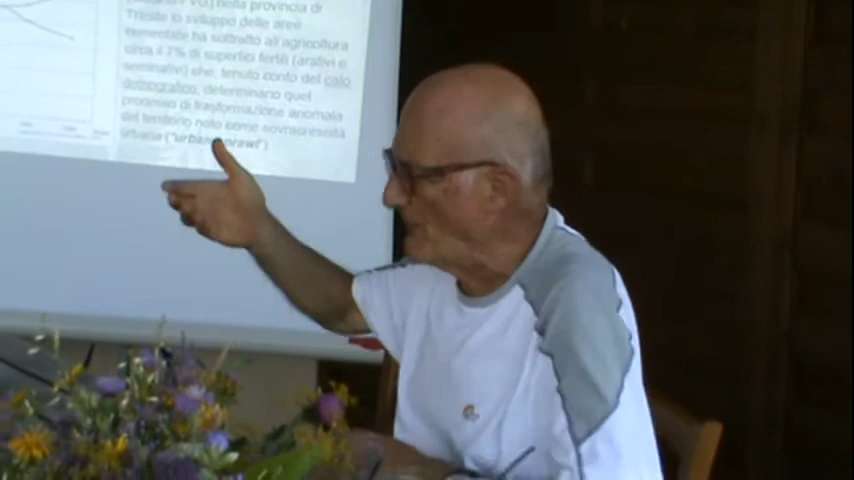 nella provincia di
Trieste lo sviluppo delle aree
cementate ha sottratto all'agricoltura
circa il 7% di superfici fertili (arativi e
seminativi) che, tenuto conto del calo
demografico, determinano quel
processo di trasformazione anomala
del territorio noto come sovracrescita
urbana ("urban sprawl")